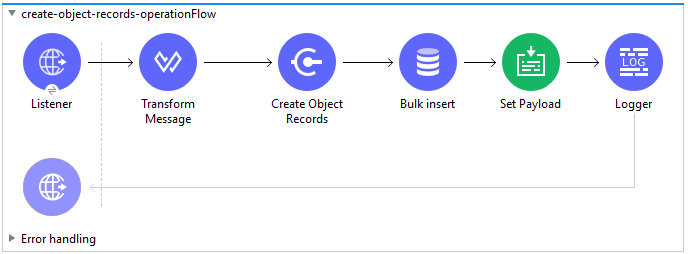 create-object-records-operationFlow
LOG
Listener
Transform
Message
Create Object
Records
Bulk insert
Set Payload
Logger
Error handling